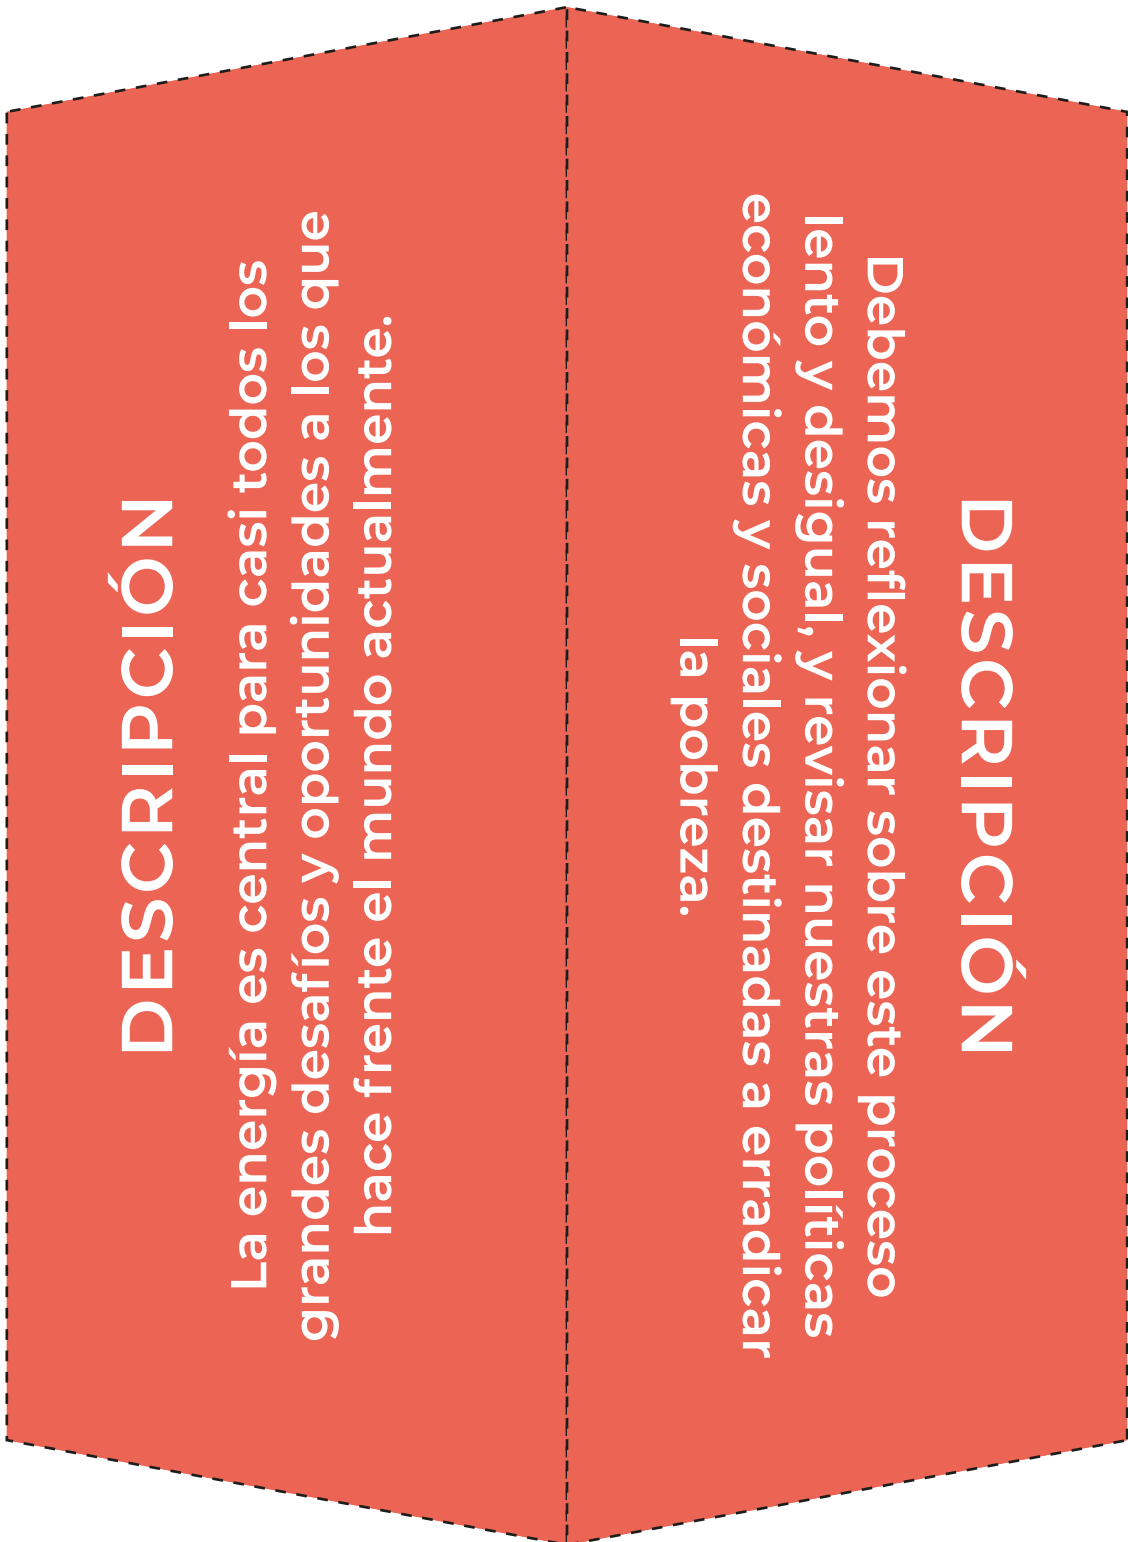 DESCRIPCIÓN
La energía es central para casi todos los
grandes desafíos y oportunidades a los que
hace frente el mundo actualmente.
DESCRIPCIÓN
Debemos reflexionar sobre este proceso
lento y desigual, y revisar nuestras políticas
económicas y sociales destinadas a erradicar
la pobreza.